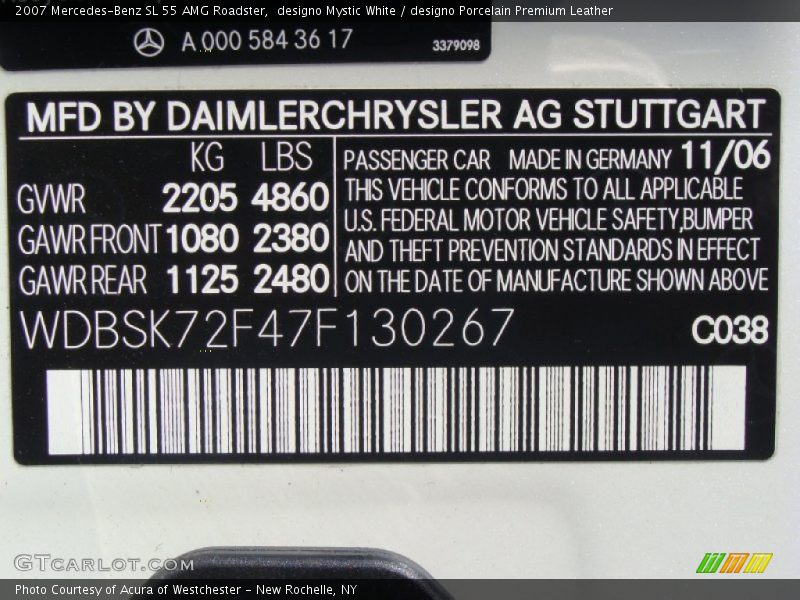 2007 Mercedes-Benz SL 55 AMG Roadster, designo Mystic White / designo Porcelain Premium Leather
A 000 584 36 17 3379098
MFD BY DAIMLERCHRYSLER AG STUTTGART
KG LBS
GVWR 2205 4860
GAWR FRONT 1080 2380
GAWR REAR 1125 2480
PASSENGER CAR MADE IN GERMANY 11/06
THIS VEHICLE CONFORMS TO ALL APPLICABLE
U.S. FEDERAL MOTOR VEHICLE SAFETY,BUMPER
AND THEFT PREVENTION STANDARDS IN EFFECT
ON THE DATE OF MANUFACTURE SHOWN ABOVE
WDBSK72F47F130267 C038
GTCARLOT.COM
Photo Courtesy of Acura of Westchester - New Rochelle, NY